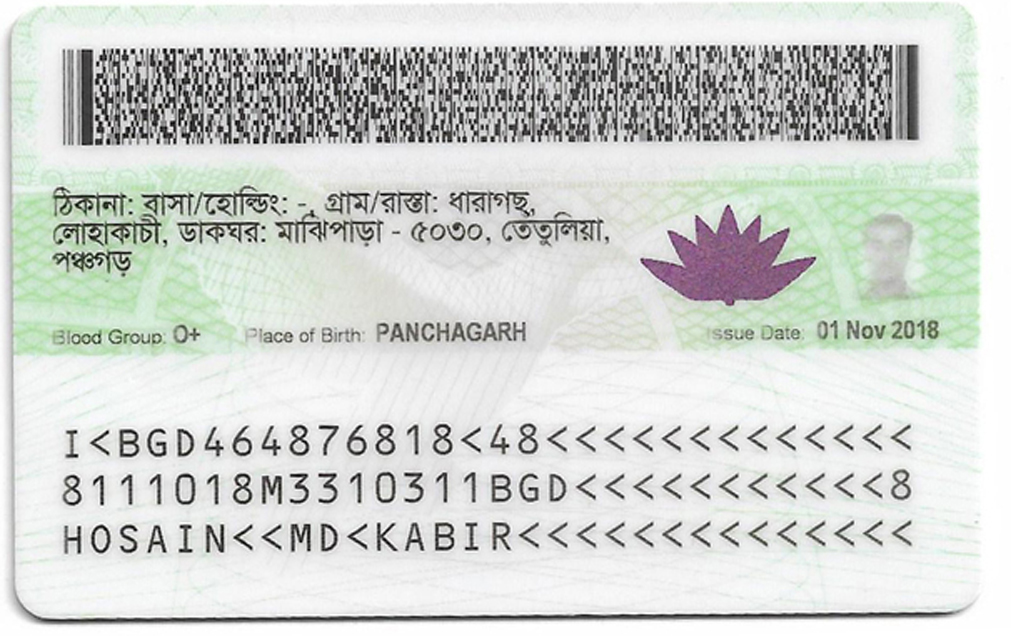 ঠিকানা: বাসা/হোল্ডিং: -, গ্রাম/রাস্তা: ধারাগছ,
লোহাকাচী, ডাকঘর: মাঝিপাড়া - ৫০৩০, তেতুলিয়া,
পঞ্চগড়
Blood Group: O+ Place of Birth: PANCHAGARH Issue Date: 01 Nov 2018
I<BGD464876818<48<<<<<<<<<<<<<
8111018M3310311BGD<<<<<<<<<<<8
HOSAIN<<MD<KABIR<<<<<<<<<<<<<<